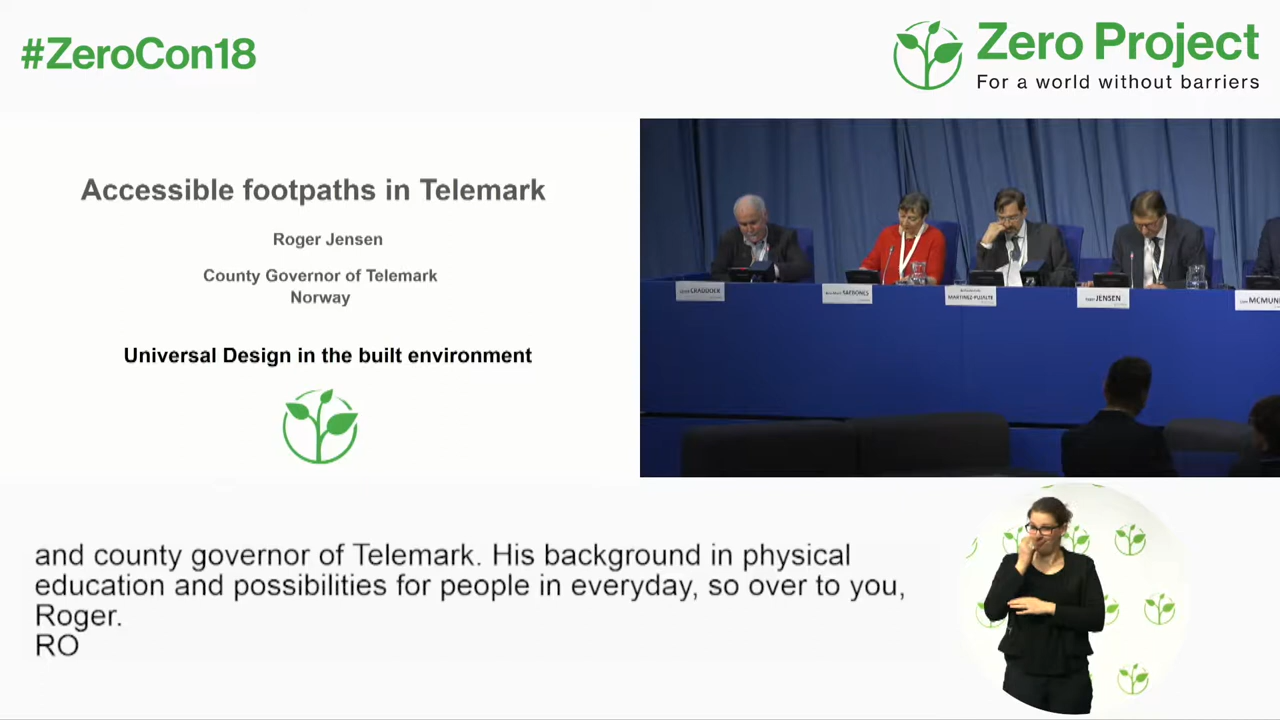 #ZeroCon18
Zero Project
For a world without barriers
Accessible footpaths in Telemark
Roger Jensen
County Governor of Telemark
Norway
Universal Design in the built environment
CRADDOCK
SAEBONES
MARTINEZ-PUJALTE
JENSEN
and county governor of Telemark. His background in physical
education and possibilities for people in everyday, so over to you,
Roger.
RO